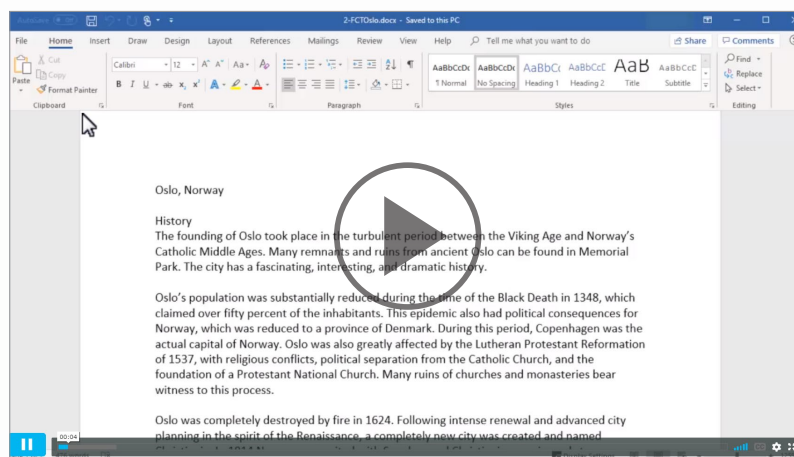 AutoSave Off 2-FCTOslo.docx - Saved to this PC
File Home Insert Draw Design Layout References Mailings Review View Help Tell me what you want to do Share Comments
Paste
Cut
Copy
Format Painter
Calibri 12 A A Aa A
B I U ab x₂ x² A A
AaBbCcDc AaBbCcDc AaBbCc AaBbCcE AaB AaBbCcE
¶ Normal No Spacing Heading 1 Heading 2 Title Subtitle
Find
Replace
Select
Clipboard Font Paragraph Styles Editing
Oslo, Norway
History
The founding of Oslo took place in the turbulent period between the Viking Age and Norway's
Catholic Middle Ages. Many remnants and ruins from ancient Oslo can be found in Memorial
Park. The city has a fascinating, interesting, and dramatic history.
Oslo's population was substantially reduced during the time of the Black Death in 1348, which
claimed over fifty percent of the inhabitants. This epidemic also had political consequences for
Norway, which was reduced to a province of Denmark. During this period, Copenhagen was the
actual capital of Norway. Oslo was also greatly affected by the Lutheran Protestant Reformation
of 1537, with religious conflicts, political separation from the Catholic Church, and the
foundation of a Protestant National Church. Many ruins of churches and monasteries bear
witness to this process.
Oslo was completely destroyed by fire in 1624. Following intense renewal and advanced city
planning in the spirit of the Renaissance, a completely new city was created and named
00:04